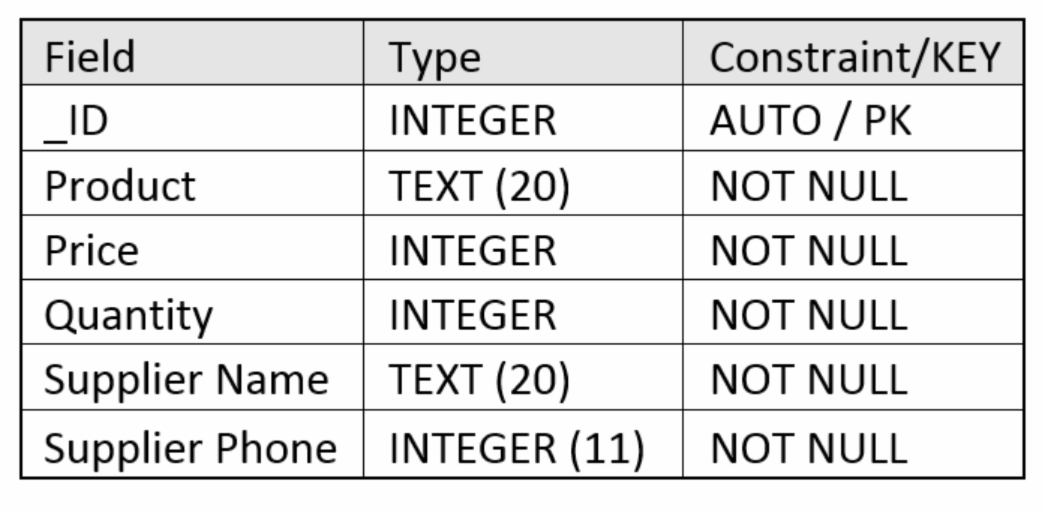 Field Type Constraint/KEY
_ID INTEGER AUTO / PK
Product TEXT (20) NOT NULL
Price INTEGER NOT NULL
Quantity INTEGER NOT NULL
Supplier Name TEXT (20) NOT NULL
Supplier Phone INTEGER (11) NOT NULL